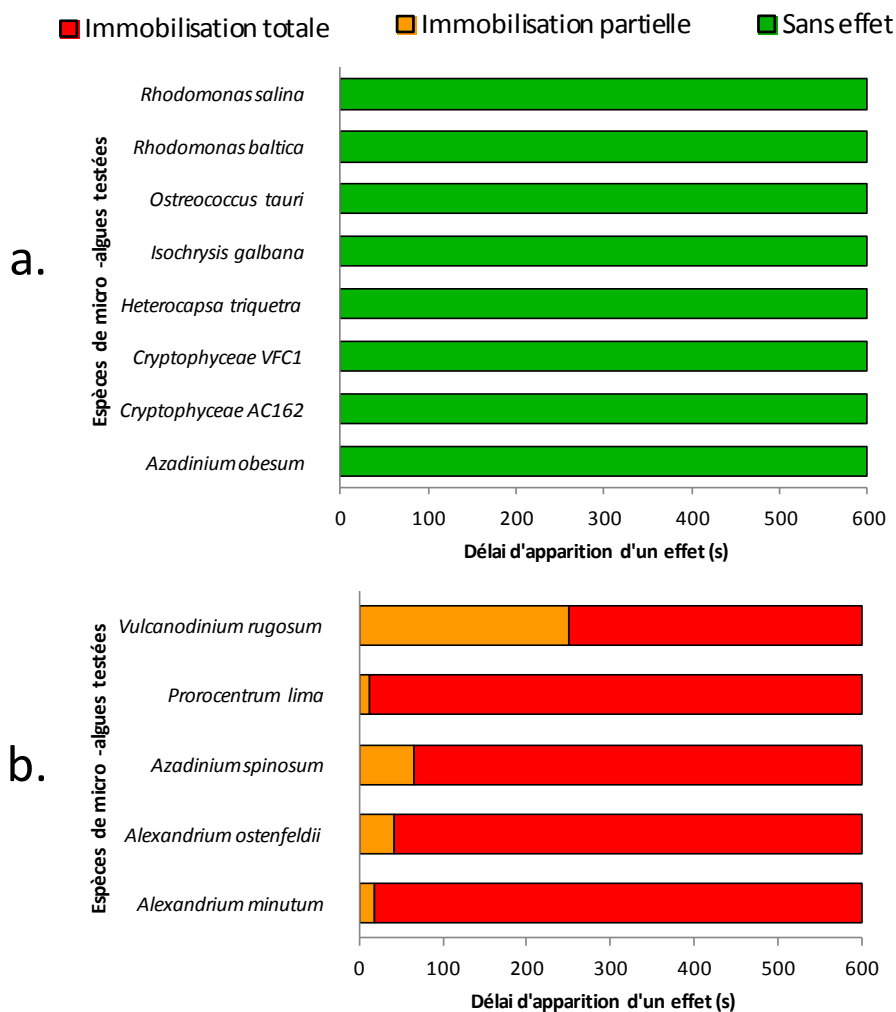 Immobilisation totale Immobilisation partielle Sans effet
a.
Espèces de micro -algues testées
Rhodomonas salina
Rhodomonas baltica
Ostreococcus tauri
Isochrysis galbana
Heterocapsa triquetra
Cryptophyceae VFC1
Cryptophyceae AC162
Azadinium obesum
0 100 200 300 400 500 600
Délai d'apparition d'un effet (s)
b.
Espèces de micro -algues testées
Vulcanodinium rugosum
Prorocentrum lima
Azadinium spinosum
Alexandrium ostenfeldii
Alexandrium minutum
0 100 200 300 400 500 600
Délai d'apparition d'un effet (s)